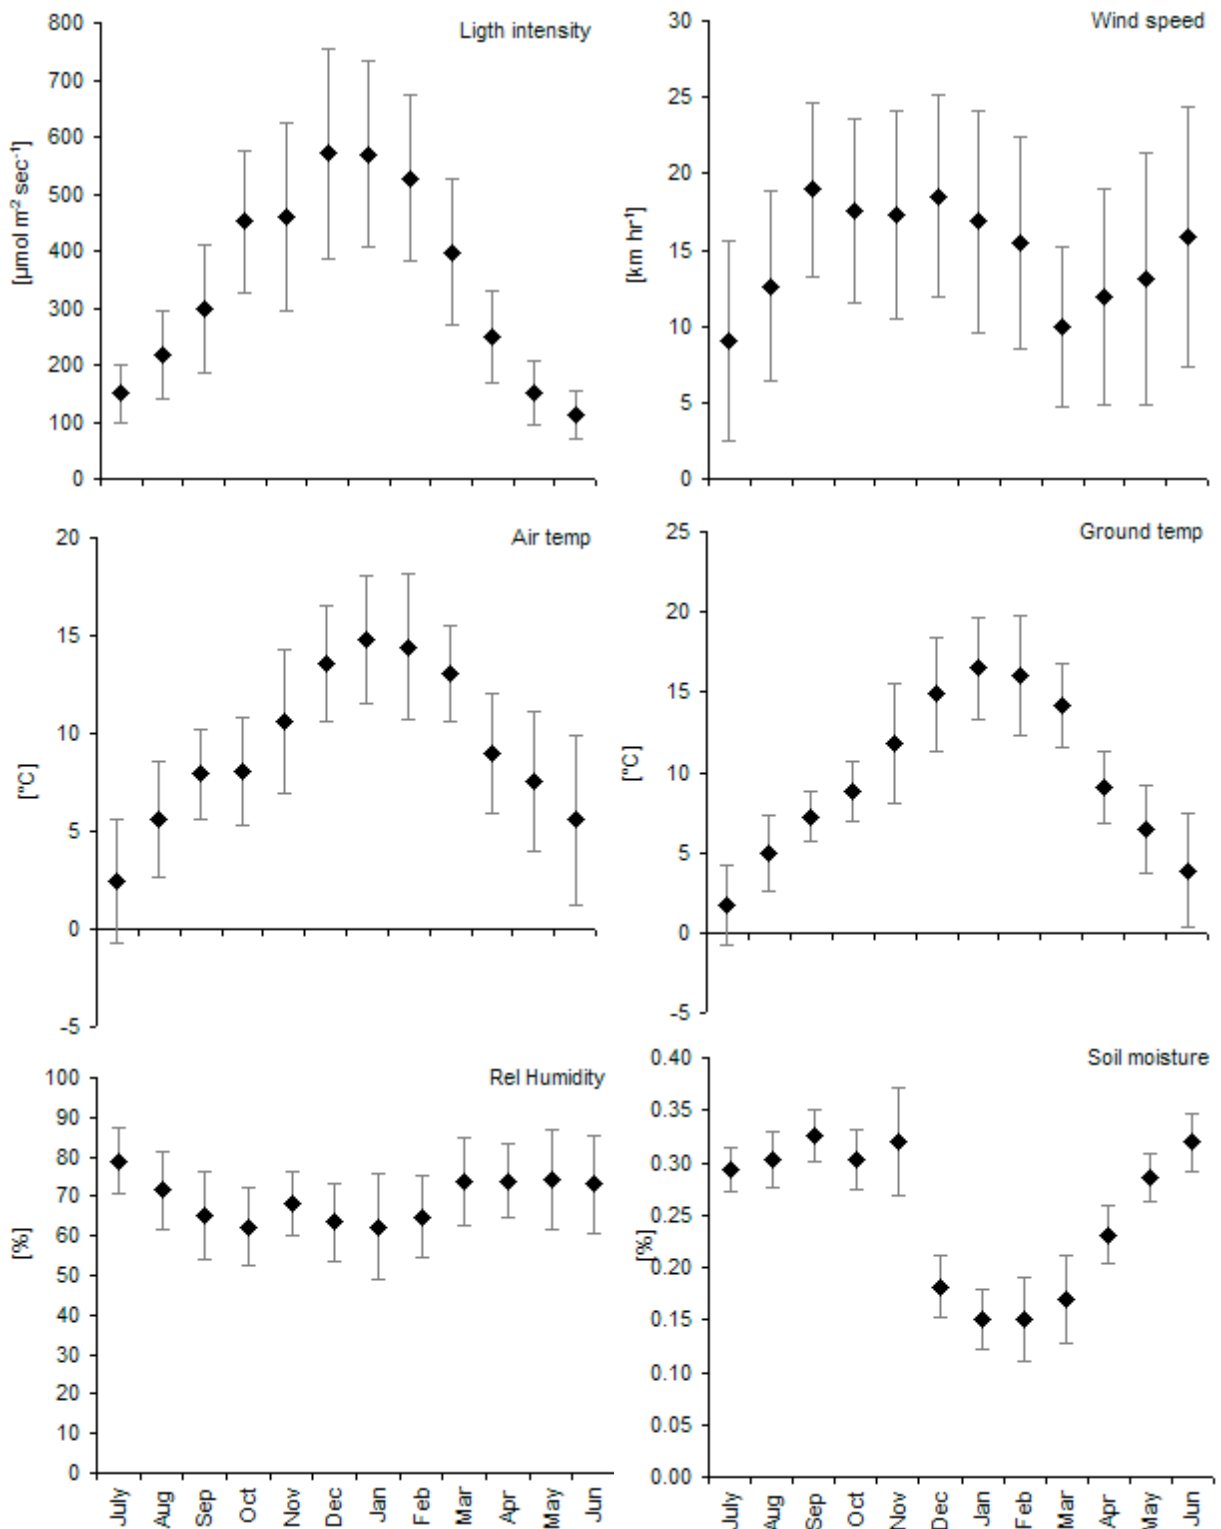 Ligth intensity
[µmol m-2 sec-1]
800
700
600
500
400
300
200
100
0
Wind speed
[km hr-1]
30
25
20
15
10
5
0
Air temp
[°C]
20
15
10
5
0
-5
Ground temp
[°C]
25
20
15
10
5
0
-5
Rel Humidity
[%]
100
90
80
70
60
50
40
30
20
10
0
July
Aug
Sep
Oct
Nov
Dec
Jan
Feb
Mar
Apr
May
Jun
Soil moisture
[%]
0.40
0.35
0.30
0.25
0.20
0.15
0.10
0.05
0.00
July
Aug
Sep
Oct
Nov
Dec
Jan
Feb
Mar
Apr
May
Jun